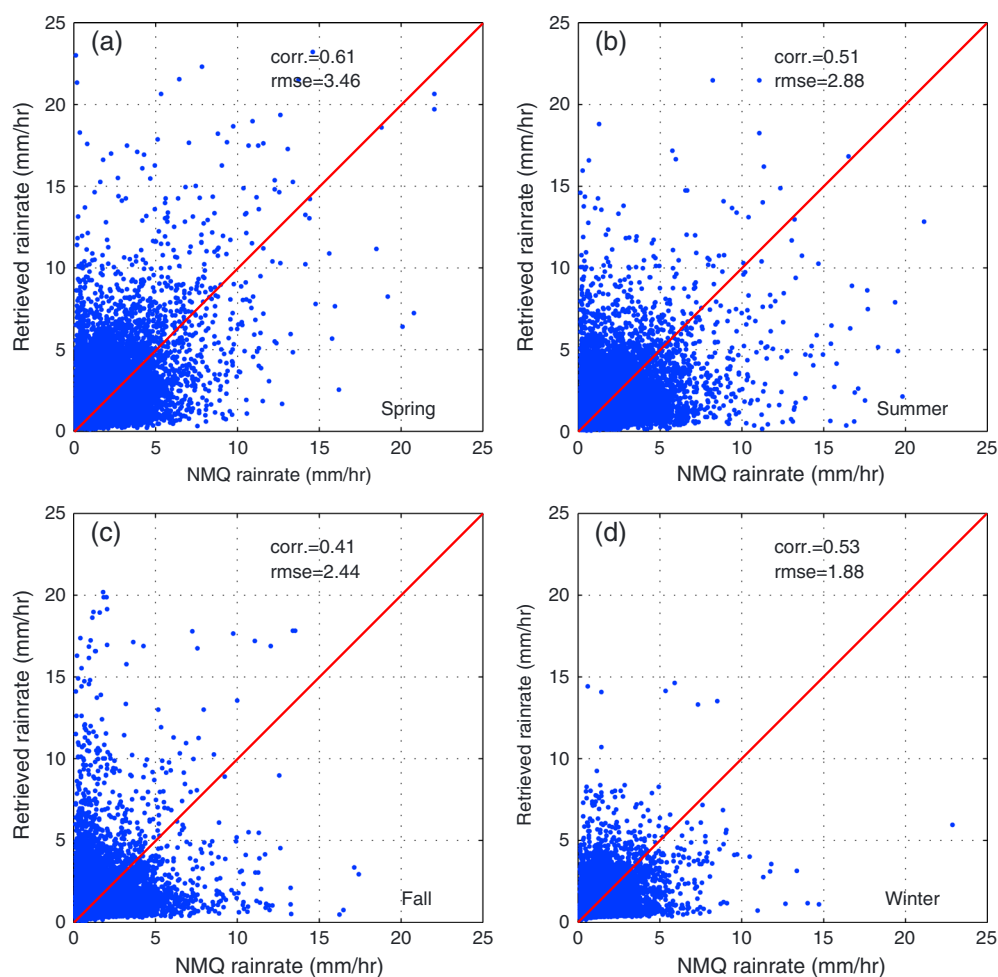 25
20
15
10
5
0
Retrieved rainrate (mm/hr)
(a)
corr.=0.61
rmse=3.46
Spring
0 5 10 15 20 25
NMQ rainrate (mm/hr)
25
20
15
10
5
0
Retrieved rainrate (mm/hr)
(b)
corr.=0.51
rmse=2.88
Summer
0 5 10 15 20 25
NMQ rainrate (mm/hr)
25
20
15
10
5
0
Retrieved rainrate (mm/hr)
(c)
corr.=0.41
rmse=2.44
Fall
0 5 10 15 20 25
NMQ rainrate (mm/hr)
25
20
15
10
5
0
Retrieved rainrate (mm/hr)
(d)
corr.=0.53
rmse=1.88
Winter
0 5 10 15 20 25
NMQ rainrate (mm/hr)